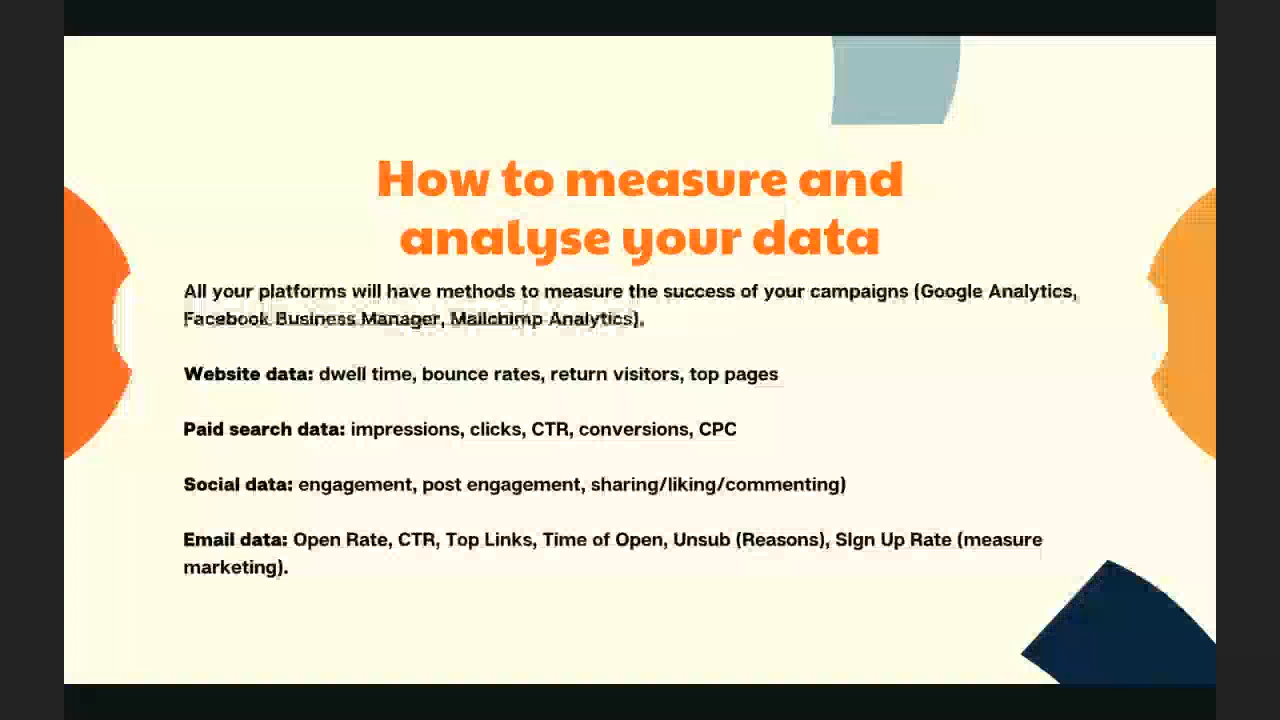 How to measure and
analyse your data
All your platforms will have methods to measure the success of your campaigns (Google Analytics,
Facebook Business Manager, Mailchimp Analytics).
Website data: dwell time, bounce rates, return visitors, top pages
Paid search data: impressions, clicks, CTR, conversions, CPC
Social data: engagement, post engagement, sharing/liking/commenting)
Email data: Open Rate, CTR, Top Links, Time of Open, Unsub (Reasons), SIgn Up Rate (measure
marketing).